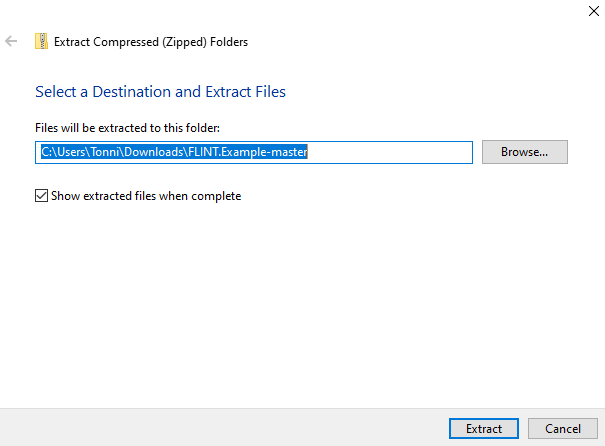 Extract Compressed (Zipped) Folders
Select a Destination and Extract Files
Files will be extracted to this folder:
C:\Users\Tonni\Downloads\FLINT.Example-master
Browse...
Show extracted files when complete
Extract
Cancel